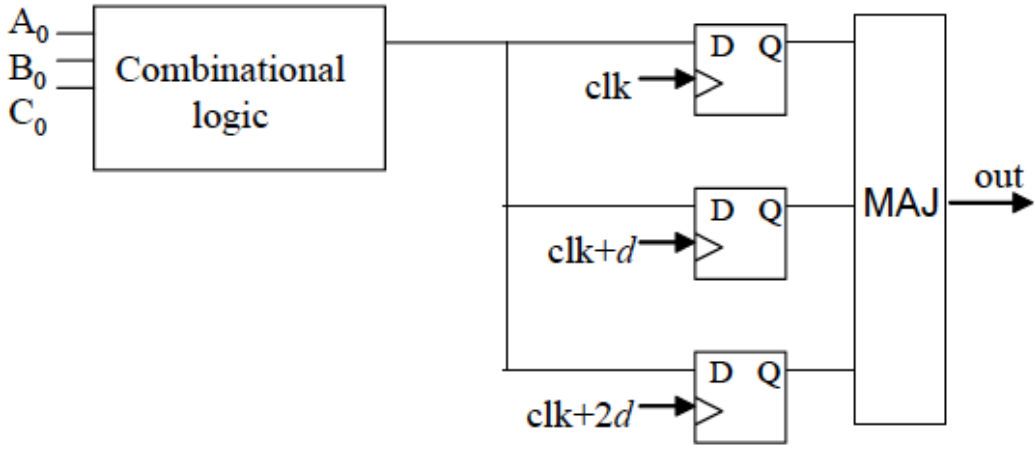 A₀
B₀
C₀
Combinational
logic
D Q
clk
D Q
clk+d
D Q
clk+2d
MAJ
out